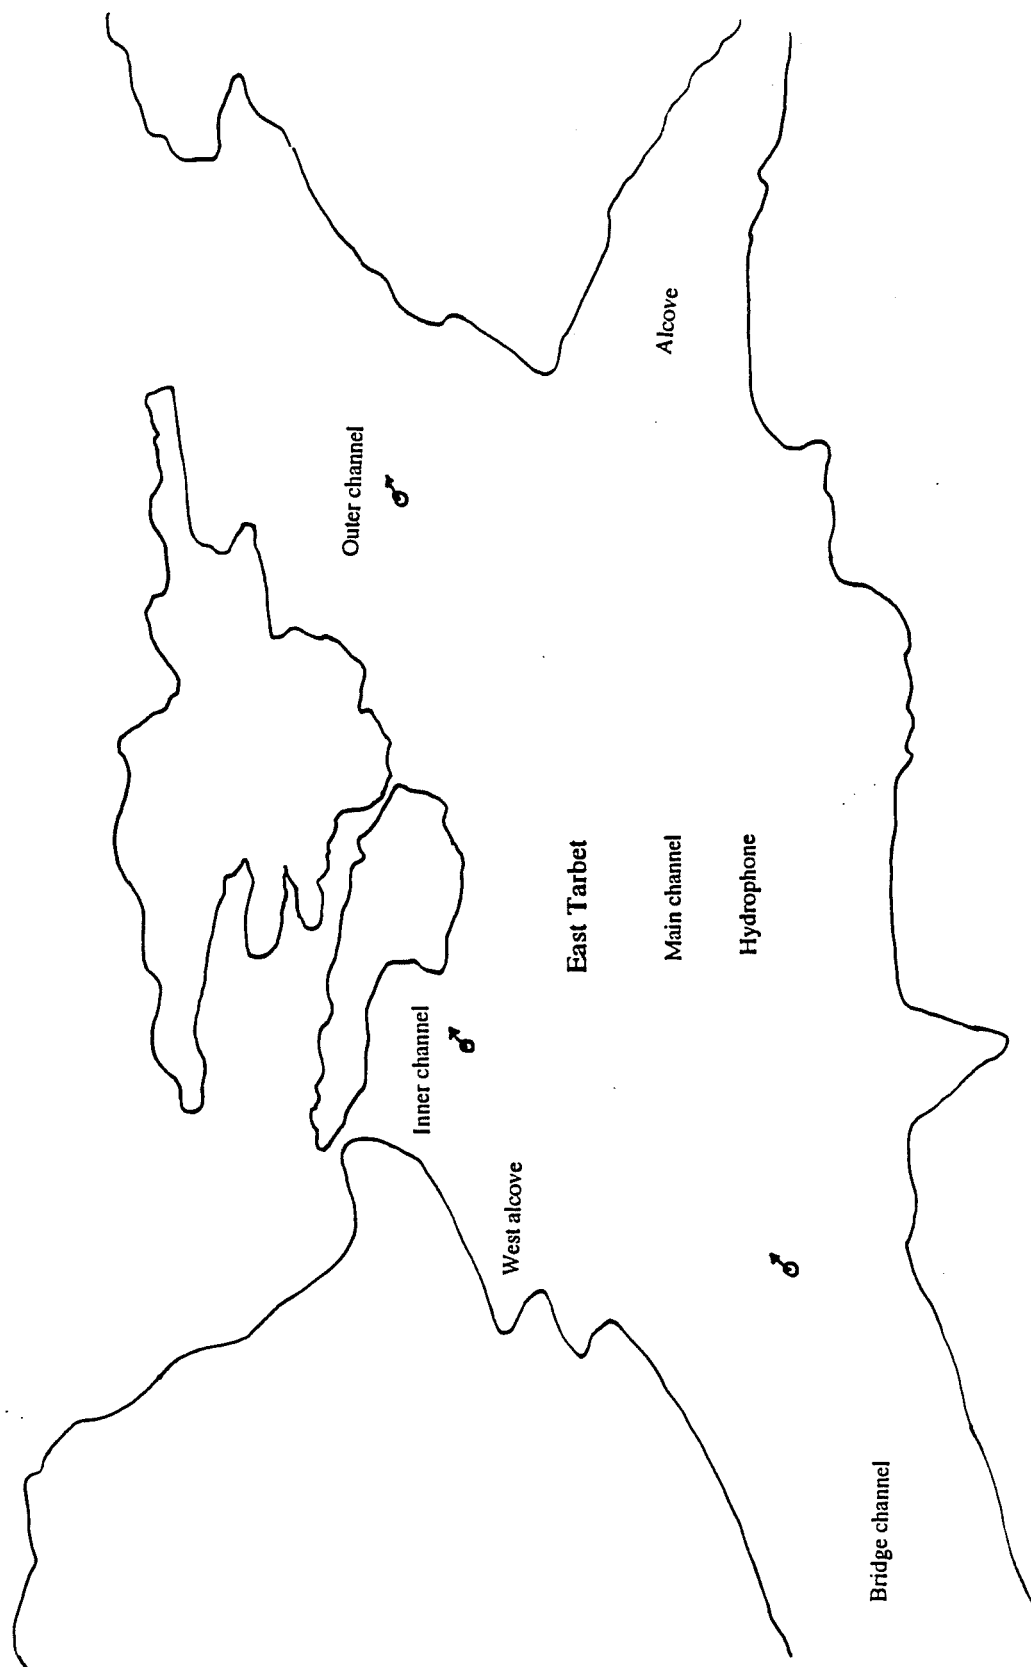 Outer channel
Inner channel
West alcove
East Tarbet
Main channel
Alcove
Hydrophone
Bridge channel